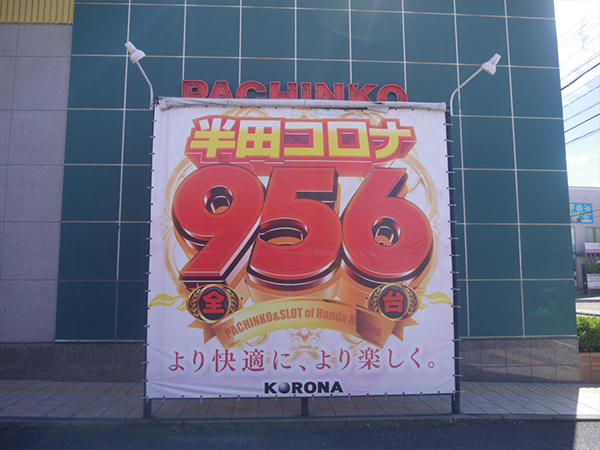 PACHINKO
半田コロナ
956
全台
PACHINKO&SLOT of Handa
より快適に、より楽しく。
KORONA